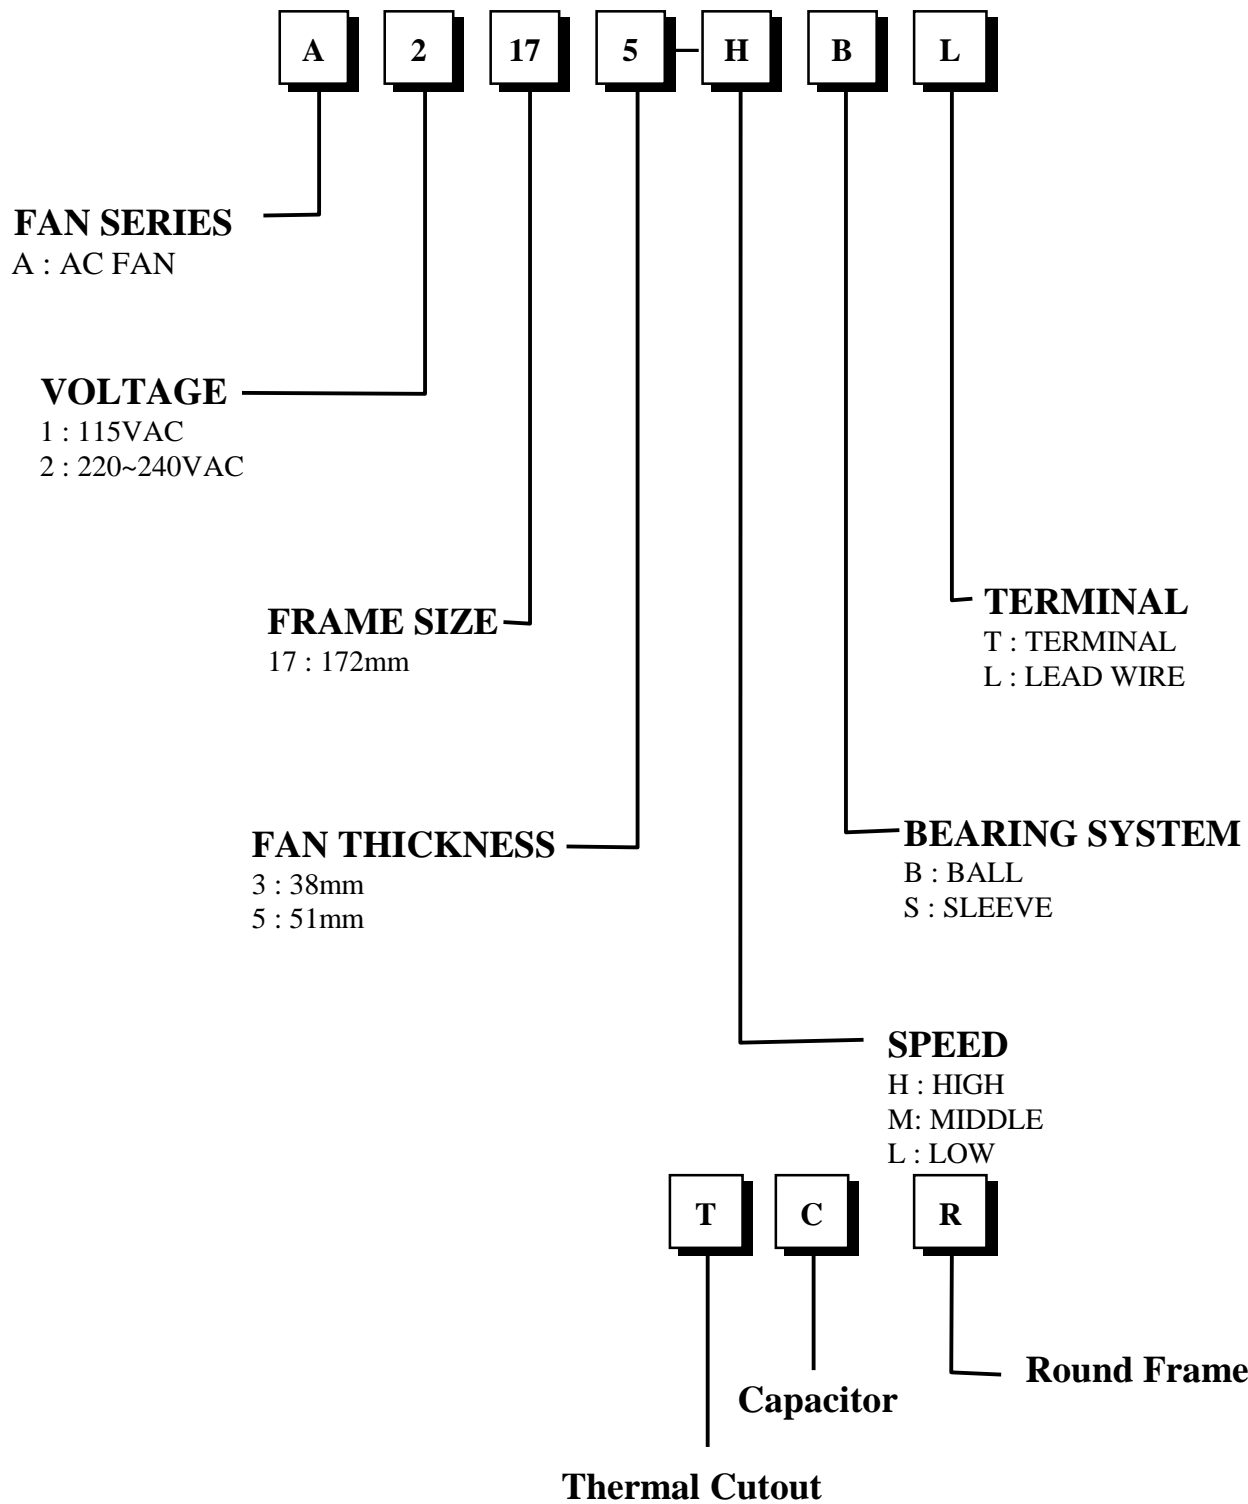 A 2 17 5 H B L
FAN SERIES
A : AC FAN
VOLTAGE
1 : 115VAC
2 : 220~240VAC
FRAME SIZE
17 : 172mm
TERMINAL
T : TERMINAL
L : LEAD WIRE
FAN THICKNESS
3 : 38mm
5 : 51mm
BEARING SYSTEM
B : BALL
S : SLEEVE
SPEED
H : HIGH
M: MIDDLE
L : LOW
T C R
Round Frame
Capacitor
Thermal Cutout